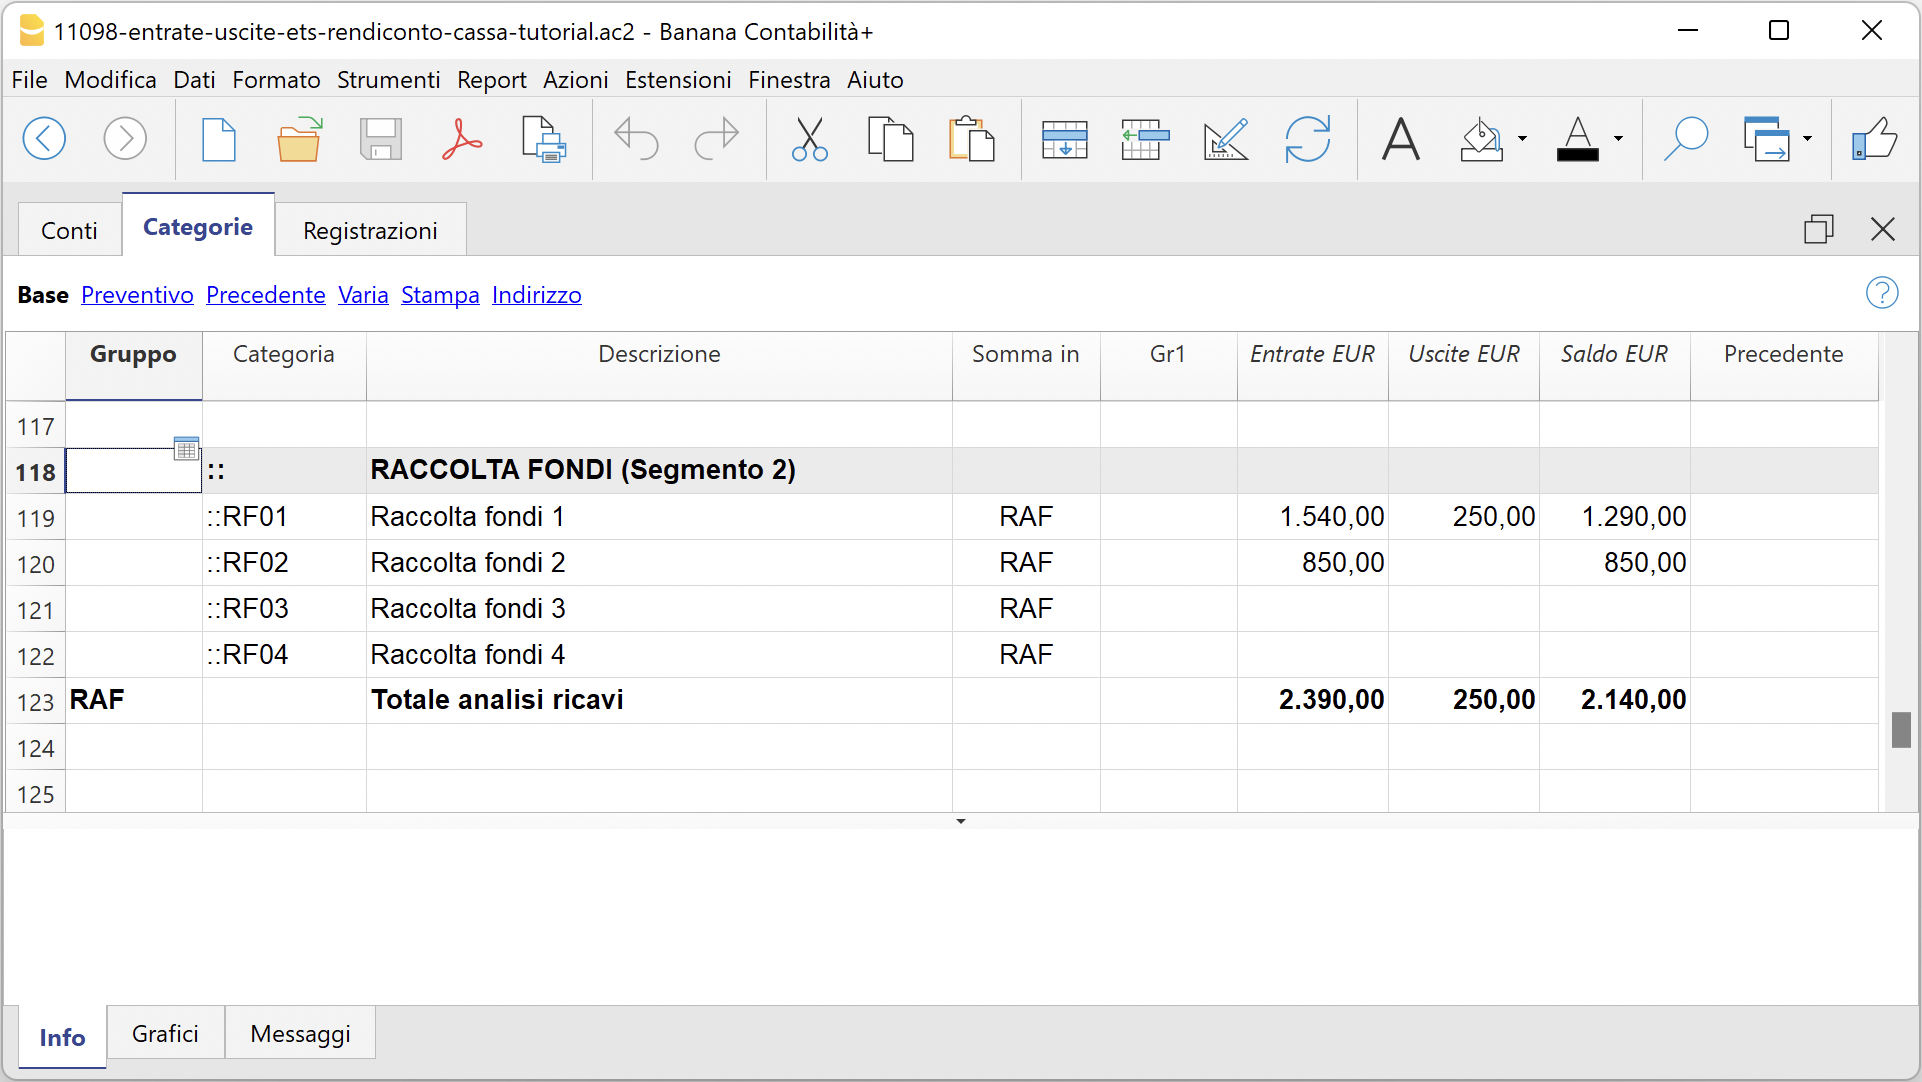 11098-entrate-uscite-ets-rendiconto-cassa-tutorial.ac2 - Banana Contabilità+
File Modifica Dati Formato Strumenti Report Azioni Estensioni Finestra Aiuto
Conti Categorie Registrazioni
Base Preventivo Precedente Varia Stampa Indirizzo
Gruppo Categoria Descrizione Somma in Gr1 Entrate EUR Uscite EUR Saldo EUR Precedente
117
118 :: RACCOLTA FONDI (Segmento 2)
119 ::RF01 Raccolta fondi 1 RAF 1.540,00 250,00 1.290,00
120 ::RF02 Raccolta fondi 2 RAF 850,00 850,00
121 ::RF03 Raccolta fondi 3 RAF
122 ::RF04 Raccolta fondi 4 RAF
123 RAF Totale analisi ricavi 2.390,00 250,00 2.140,00
124
125
Info Grafici Messaggi